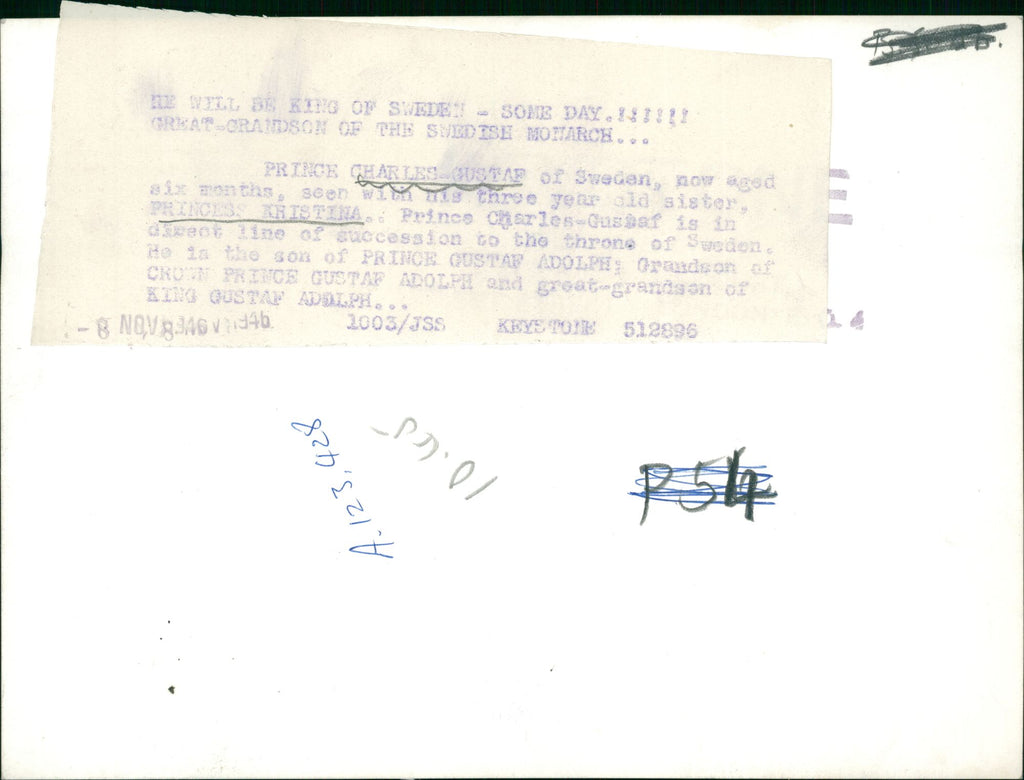 HE WILL BE KING OF SWEDEN - SOME DAY.!!!!!!
GREAT-GRANDSON OF THE SWEDISH MONARCH...
PRINCE CHARLES-GUSTAF of Sweden, now aged
six months, seen with his three year old sister,
PRINCESS KRISTINA.. Prince Charles-Gustaf is in
direct line of succession to the throne of Sweden.
He is the son of PRINCE GUSTAF ADOLPH; Grandson of
CROWN PRINCE GUSTAF ADOLPH and great-grandson of
KING GUSTAF ADOLPH...
-8 NOV 1946
1003/JSS KEYSTONE 512896
A.123.428
P54